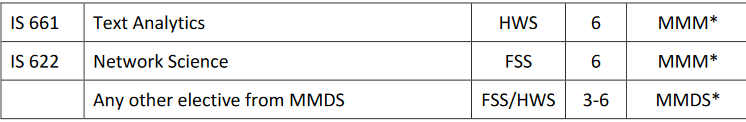 IS 661 Text Analytics HWS 6 MMM*
IS 622 Network Science FSS 6 MMM*
Any other elective from MMDS FSS/HWS 3-6 MMDS*